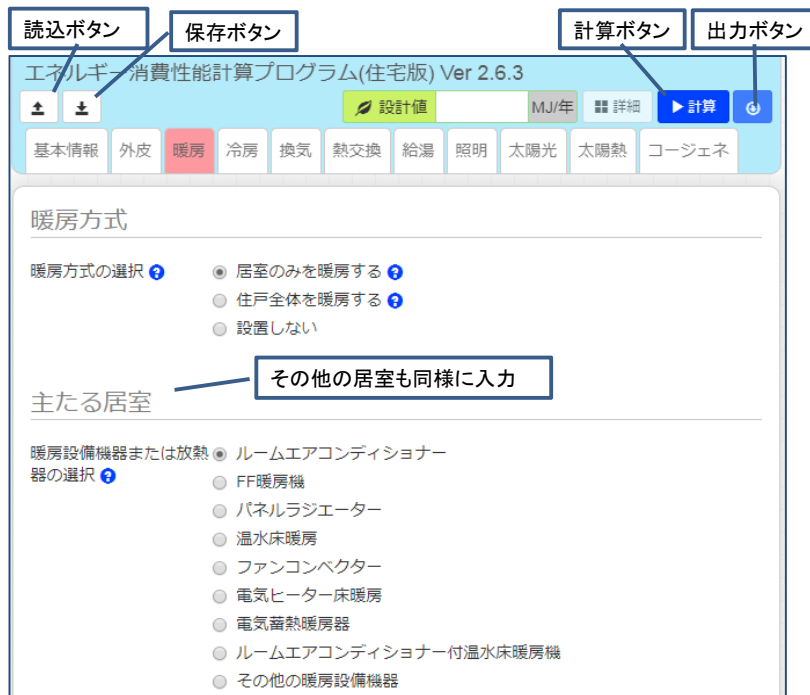 読込ボタン
保存ボタン
計算ボタン
出力ボタン
エネルギー消費性能計算プログラム(住宅版) Ver 2.6.3
設計値 MJ/年 詳細 計算
基本情報 外皮 暖房 冷房 換気 熱交換 給湯 照明 太陽光 太陽熱 コージェネ
暖房方式
暖房方式の選択 ? 居室のみを暖房する ?
住戸全体を暖房する ?
設置しない
その他の居室も同様に入力
主たる居室
暖房設備機器または放熱 ルームエアコンディショナー
器の選択 ?
FF暖房機
パネルラジエーター
温水床暖房
ファンコンベクター
電気ヒーター床暖房
電気蓄熱暖房器
ルームエアコンディショナー付温水床暖房機
その他の暖房設備機器